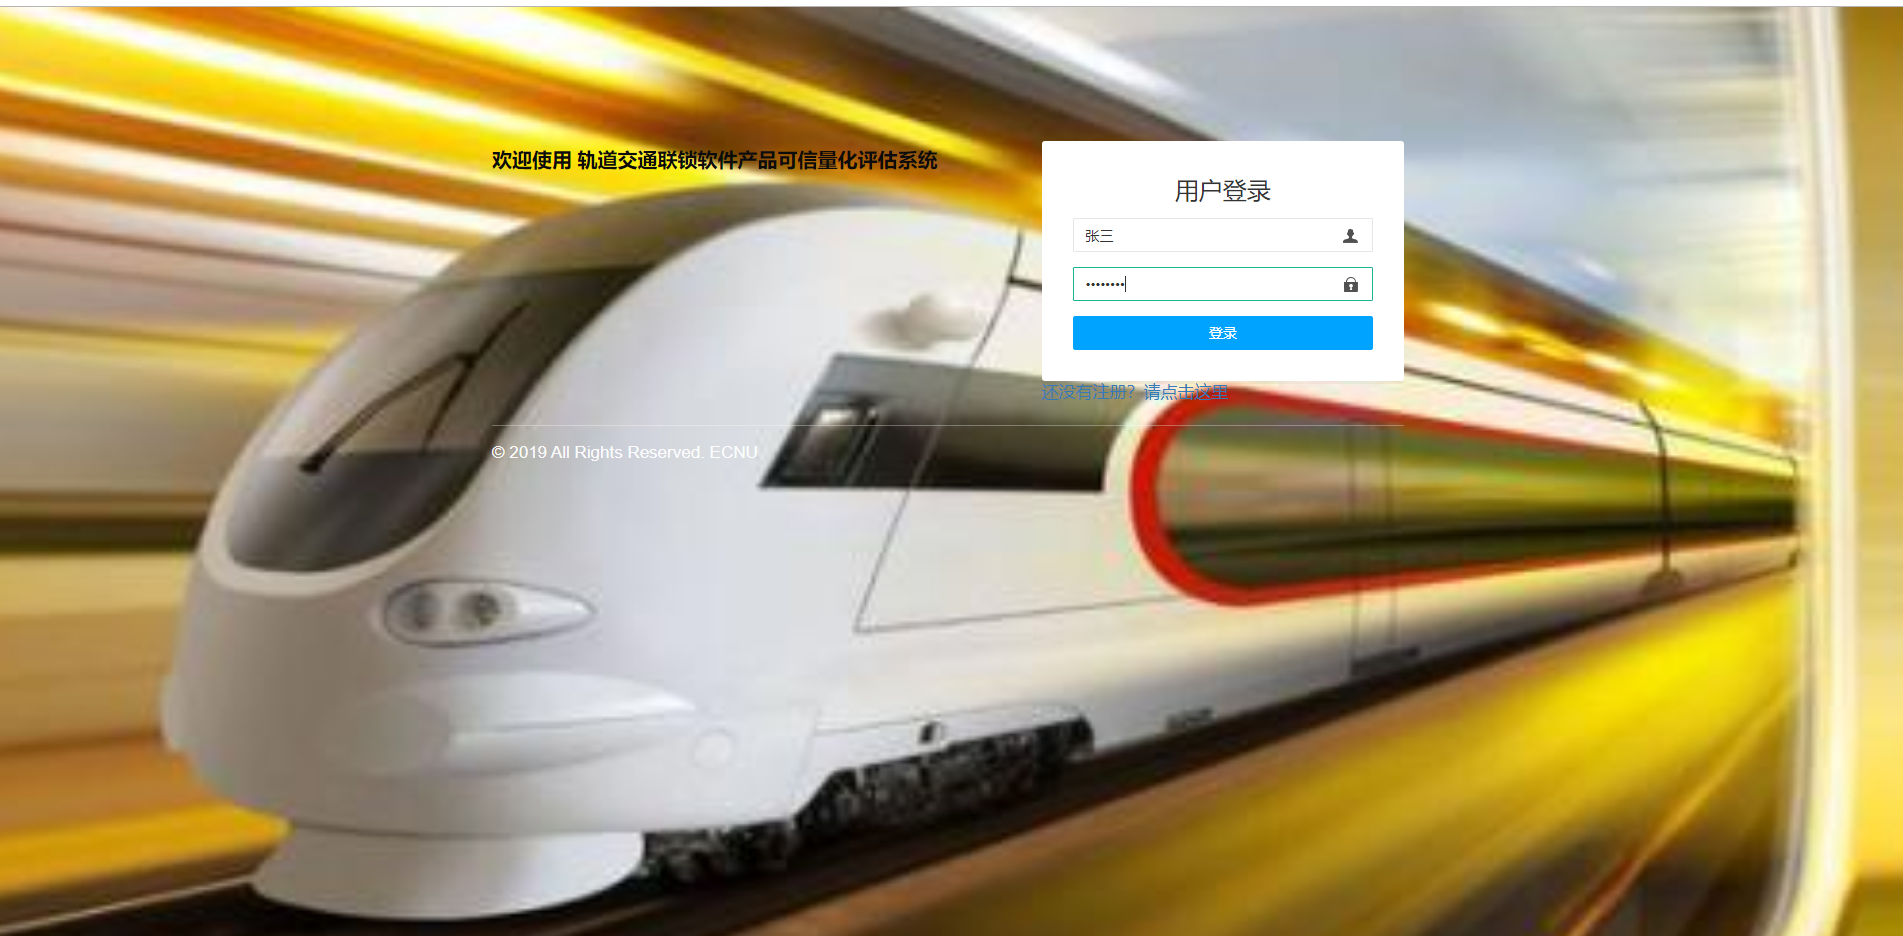 欢迎使用 轨道交通联锁软件产品可信量化评估系统
用户登录
张三
••••••••
登录
还没有注册？请点击这里
© 2019 All Rights Reserved. ECNU